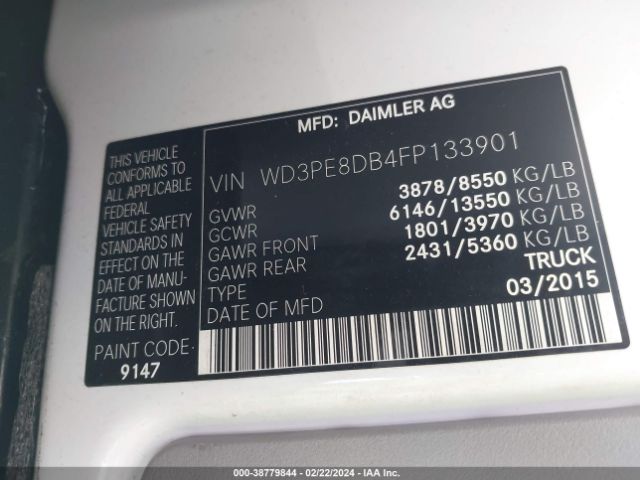 MFD: DAIMLER AG
THIS VEHICLE
CONFORMS TO
ALL APPLICABLE
FEDERAL
VEHICLE SAFETY
STANDARDS IN
EFFECT ON THE
DATE OF MANU-
FACTURE SHOWN
ON THE RIGHT.
PAINT CODE:
9147
VIN WD3PE8DB4FP133901
GVWR 3878/8550 KG/LB
GCWR 6146/13550 KG/LB
GAWR FRONT 1801/3970 KG/LB
GAWR REAR 2431/5360 KG/LB
TYPE TRUCK
DATE OF MFD 03/2015
000-38779844 - 02/22/2024 - IAA Inc.